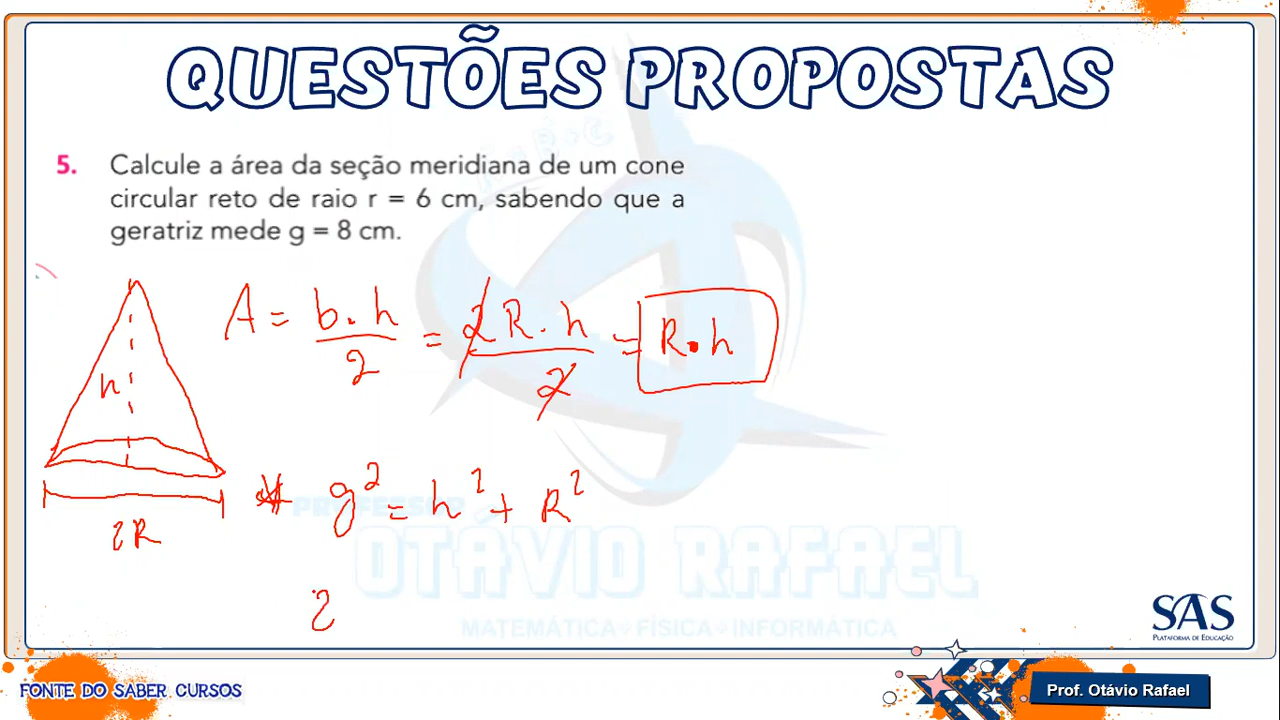 QUESTÕES PROPOSTAS
5. Calcule a área da seção meridiana de um cone
circular reto de raio r = 6 cm, sabendo que a
geratriz mede g = 8 cm.
A = b . h / 2 = 2R . h / 2 = R . h
h
2R
* g² = h² + R²
2
PROFESSOR
OTÁVIO RAFAEL
MATEMÁTICA FÍSICA INFORMÁTICA
SAS
PLATAFORMA DE EDUCAÇÃO
FONTE DO SABER CURSOS
Prof. Otávio Rafael